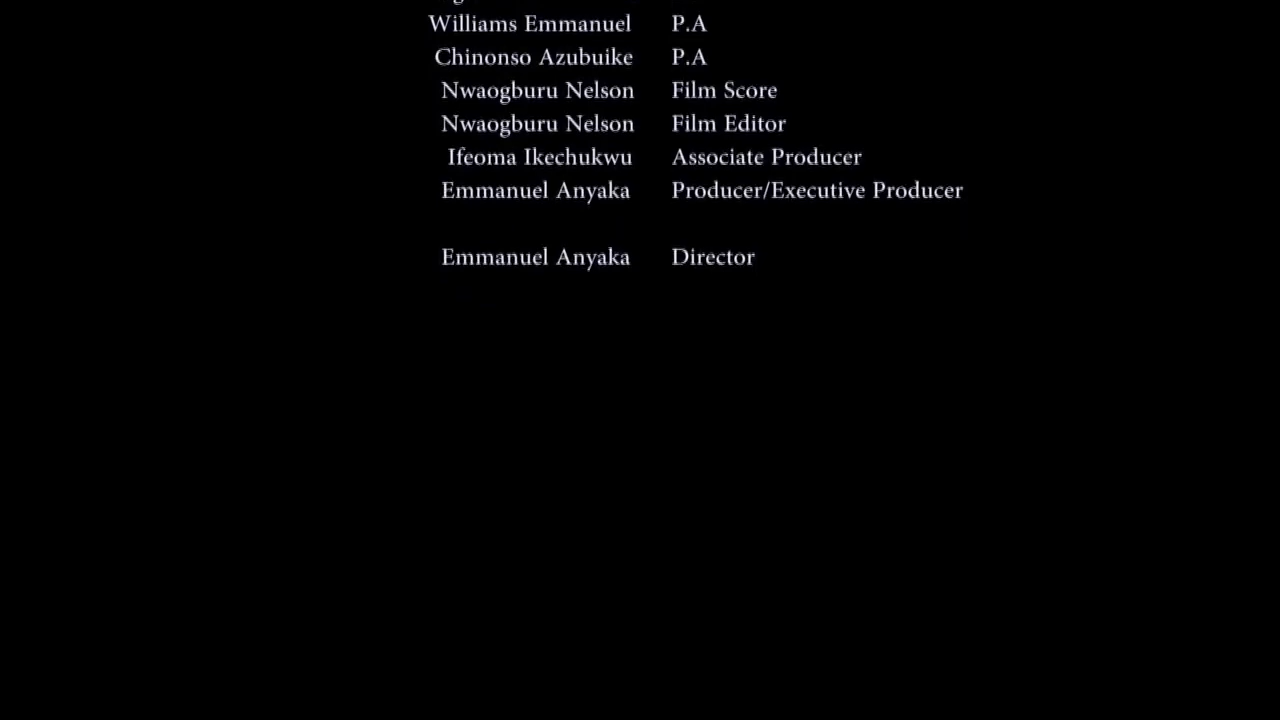 Williams Emmanuel P.A
Chinonso Azubuike P.A
Nwaogburu Nelson Film Score
Nwaogburu Nelson Film Editor
Ifeoma Ikechukwu Associate Producer
Emmanuel Anyaka Producer/Executive Producer
Emmanuel Anyaka Director